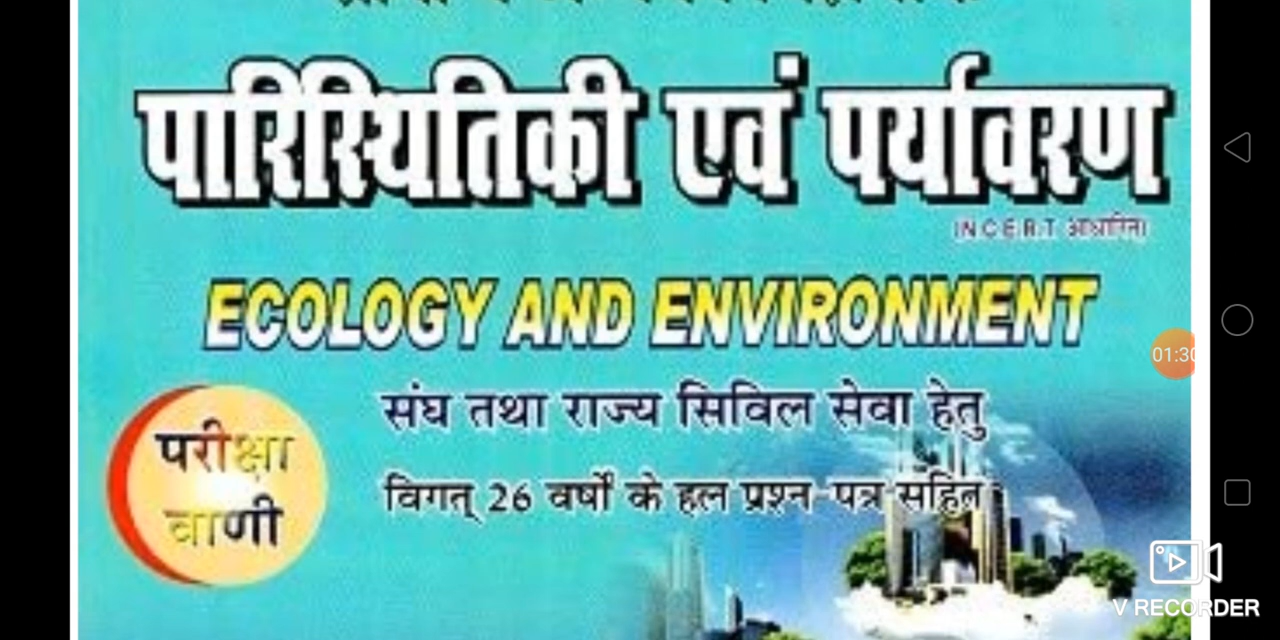 पारिस्थितिकी एवं पर्यावरण
(N C E R T आधारित)
ECOLOGY AND ENVIRONMENT
संघ तथा राज्य सिविल सेवा हेतु
परीक्षा
वाणी
विगत् 26 वर्षों के हल प्रश्न-पत्र सहित
01:30
V RECORDER